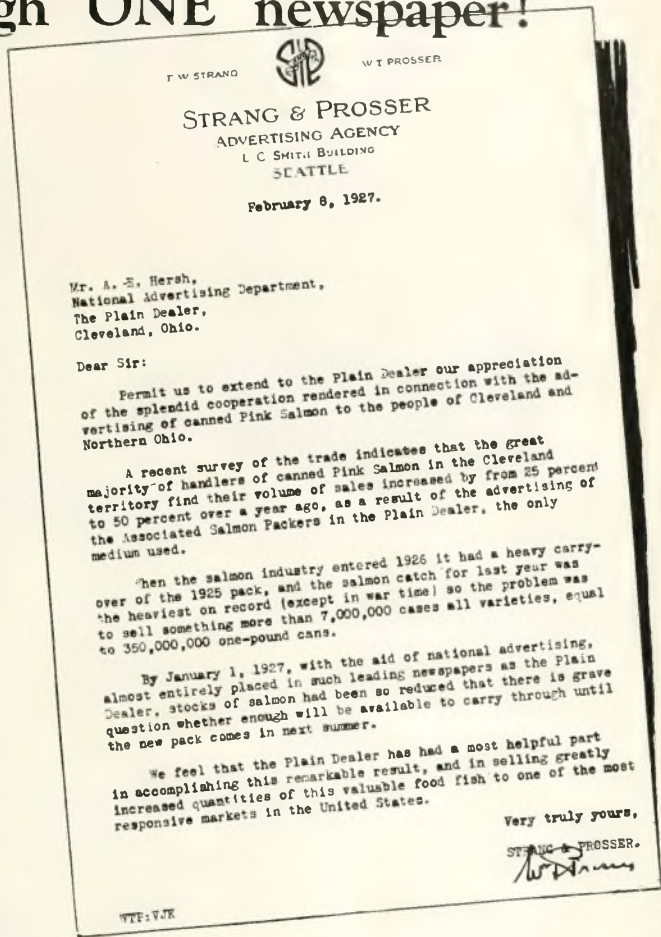 gh ONE newspaper!
F W STRANG
W T PROSSER
STRANG & PROSSER
ADVERTISING AGENCY
L C SMITH BUILDING
SEATTLE
February 8, 1927.
Mr. A. E. Hersh,
National Advertising Department,
The Plain Dealer,
Cleveland, Ohio.
Dear Sir:
Permit us to extend to the Plain Dealer our appreciation
of the splendid cooperation rendered in connection with the ad-
vertising of canned Pink Salmon to the people of Cleveland and
Northern Ohio.
A recent survey of the trade indicates that the great
majority of handlers of canned Pink Salmon in the Cleveland
territory find their volume of sales increased by from 25 percent
to 50 percent over a year ago, as a result of the advertising of
the Associated Salmon Packers in the Plain Dealer, the only
medium used.
When the salmon industry entered 1926 it had a heavy carry-
over of the 1925 pack, and the salmon catch for last year was
the heaviest on record (except in war time) so the problem was
to sell something more than 7,000,000 cases all varieties, equal
to 350,000,000 one-pound cans.
By January 1, 1927, with the aid of national advertising,
almost entirely placed in such leading newspapers as the Plain
Dealer, stocks of salmon had been so reduced that there is grave
question whether enough will be available to carry through until
the new pack comes in next summer.
We feel that the Plain Dealer has had a most helpful part
in accomplishing this remarkable result, and in selling greatly
increased quantities of this valuable food fish to one of the most
responsive markets in the United States.
Very truly yours,
STRANG & PROSSER.
WTP:VJE